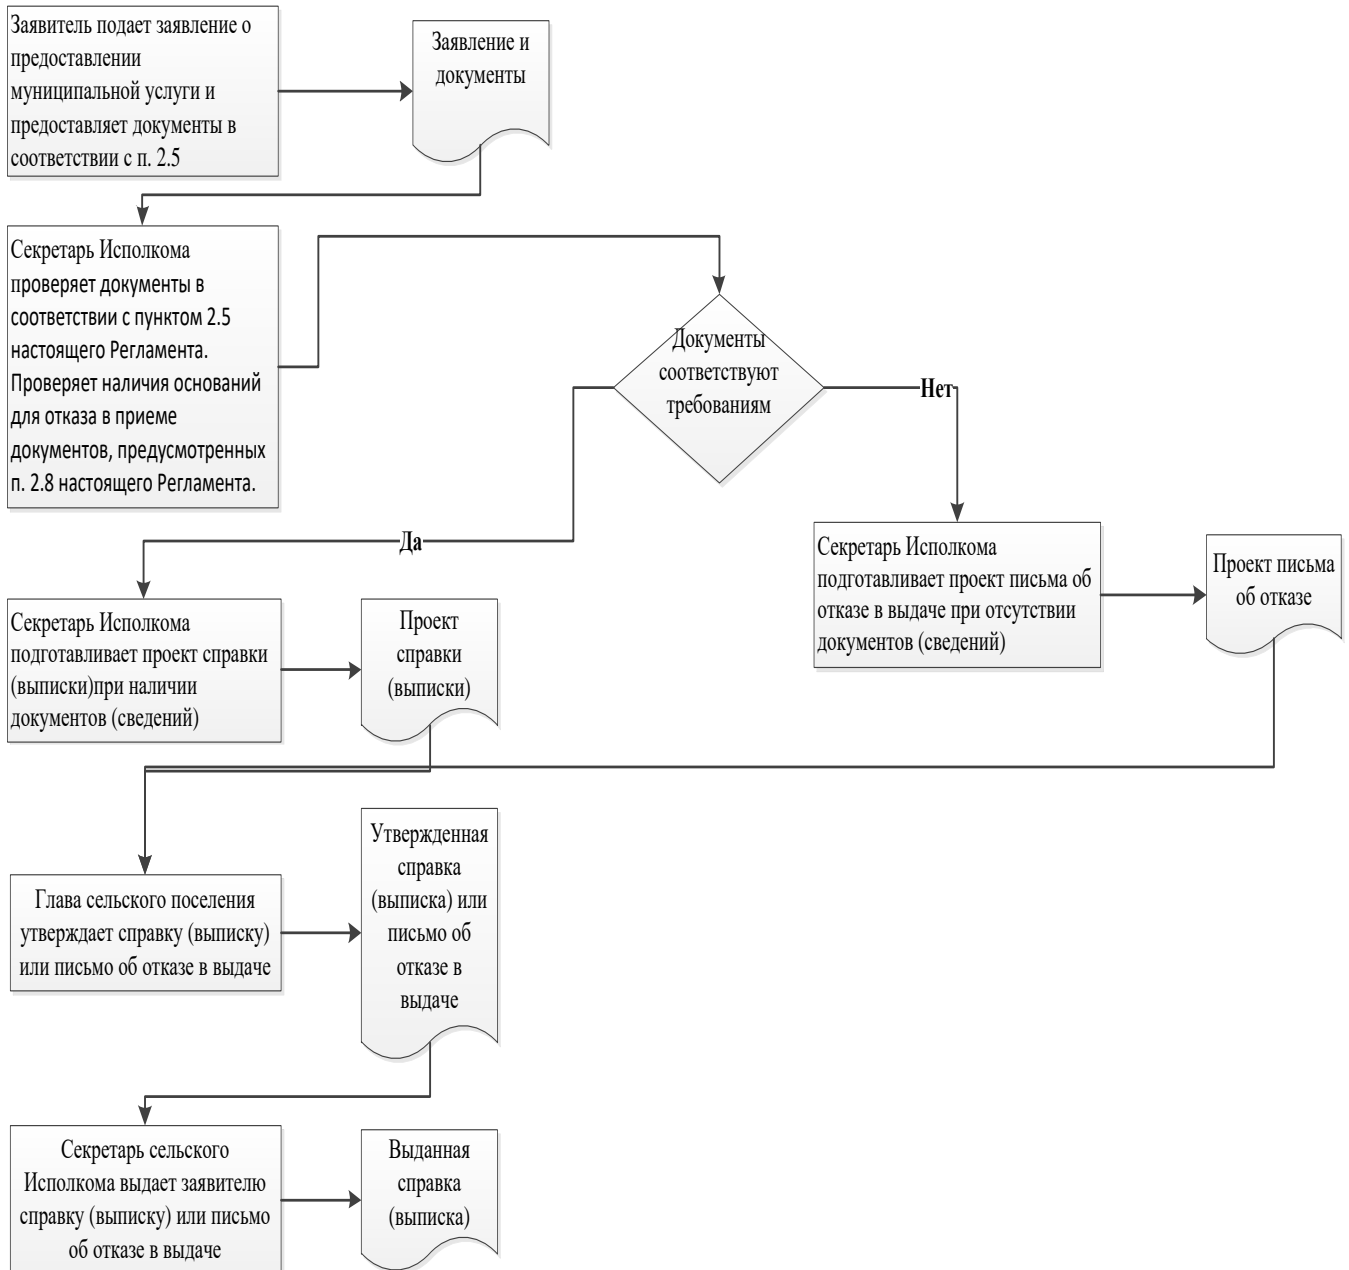 Заявитель подает заявление о
предоставлении
муниципальной услуги и
предоставляет документы в
соответствии с п. 2.5
Заявление и
документы
Секретарь Исполкома
проверяет документы в
соответствии с пунктом 2.5
настоящего Регламента.
Проверяет наличия оснований
для отказа в приеме
документов, предусмотренных
п. 2.8 настоящего Регламента.
Документы
соответствуют
требованиям
Нет
Да
Секретарь Исполкома
подготавливает проект письма об
отказе в выдаче при отсутствии
документов (сведений)
Проект письма
об отказе
Секретарь Исполкома
подготавливает проект справки
(выписки)при наличии
документов (сведений)
Проект
справки
(выписки)
Глава сельского поселения
утверждает справку (выписку)
или письмо об отказе в выдаче
Утвержденная
справка
(выписка) или
письмо об
отказе в
выдаче
Секретарь сельского
Исполкома выдает заявителю
справку (выписку) или письмо
об отказе в выдаче
Выданная
справка
(выписка)